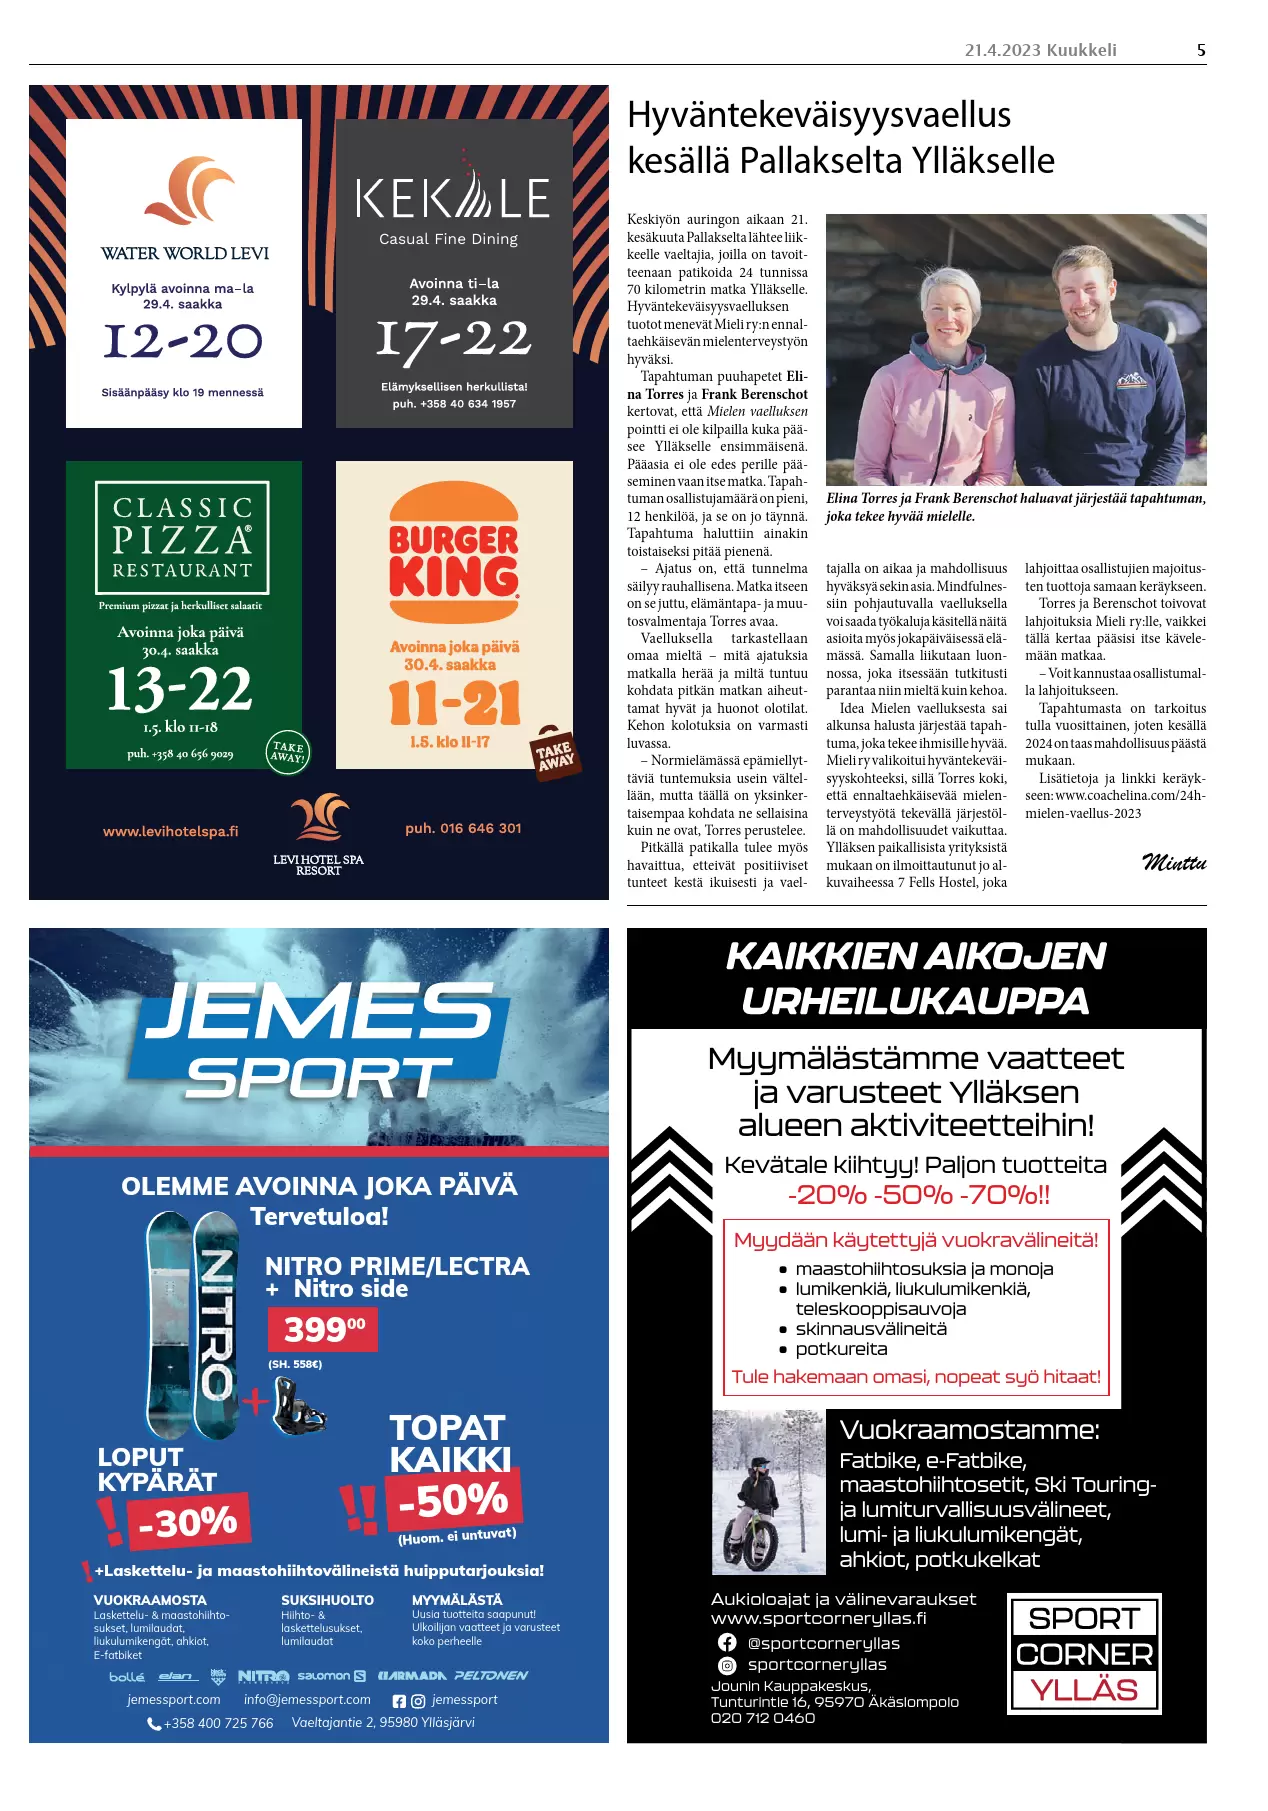 21.4.2023 Kuukkeli
5
WATER WORLD LEVI
Kylpylä avoinna ma–la
29.4. saakka
12-20
Sisäänpääsy klo 19 mennessä
KEKÄLE
Casual Fine Dining
Avoinna ti–la
29.4. saakka
17-22
Elämyksellisen herkullista!
puh. +358 40 634 1957
CLASSIC
PIZZA®
RESTAURANT
Premium pizzat ja herkulliset salaatit
Avoinna joka päivä
30.4. saakka
13-22
1.5. klo 11-18
puh. +358 40 656 9029
TAKE
AWAY!
BURGER
KING®
Avoinna joka päivä
30.4. saakka
11-21
1.5. klo 11-17
TAKE
AWAY
www.levihotelspa.fi
LEVI HOTEL SPA
RESORT
puh. 016 646 301
Hyväntekeväisyysvaellus
kesällä Pallakselta Ylläkselle
Keskiyön auringon aikaan 21.
kesäkuuta Pallakselta lähtee liik-
keelle vaeltajia, joilla on tavoit-
teenaan patikoida 24 tunnissa
70 kilometrin matka Ylläkselle.
Hyväntekeväisyysvaelluksen
tuotot menevät Mieli ry:n ennal-
taehkäisevän mielenterveystyön
hyväksi.
Tapahtuman puuhapetet Eli-
na Torres ja Frank Berenschot
kertovat, että Mielen vaelluksen
pointti ei ole kilpailla kuka pää-
see Ylläkselle ensimmäisenä.
Pääasia ei ole edes perille pää-
seminen vaan itse matka. Tapah-
tuman osallistujamäärä on pieni,
12 henkilöä, ja se on jo täynnä.
Tapahtuma haluttiin ainakin
toistaiseksi pitää pienenä.
– Ajatus on, että tunnelma
säilyy rauhallisena. Matka itseen
on se juttu, elämäntapa- ja muu-
tosvalmentaja Torres avaa.
Vaelluksella tarkastellaan
omaa mieltä – mitä ajatuksia
matkalla herää ja miltä tuntuu
kohdata pitkän matkan aiheut-
tamat hyvät ja huonot olotilat.
Kehon kolotuksia on varmasti
luvassa.
– Normielämässä epämiellyt-
täviä tuntemuksia usein vältel-
lään, mutta täällä on yksinker-
taisempaa kohdata ne sellaisina
kuin ne ovat, Torres perustelee.
Pitkällä patikalla tulee myös
havaittua, etteivät positiiviset
tunteet kestä ikuisesti ja vael-
Elina Torres ja Frank Berenschot haluavat järjestää tapahtuman,
joka tekee hyvää mielelle.
tajalla on aikaa ja mahdollisuus
hyväksyä sekin asia. Mindfulnes-
siin pohjautuvalla vaelluksella
voi saada työkaluja käsitellä näitä
asioita myös jokapäiväisessä elä-
mässä. Samalla liikutaan luon-
nossa, joka itsessään tutkitusti
parantaa niin mieltä kuin kehoa.
Idea Mielen vaelluksesta sai
alkunsa halusta järjestää tapah-
tuma, joka tekee ihmisille hyvää.
Mieli ry valikoitui hyväntekeväi-
syyskohteeksi, sillä Torres koki,
että ennaltaehkäisevää mielen-
terveystyötä tekevällä järjestöl-
lä on mahdollisuudet vaikuttaa.
Ylläksen paikallisista yrityksistä
mukaan on ilmoittautunut jo al-
kuvaiheessa 7 Fells Hostel, joka
lahjoittaa osallistujien majoitus-
ten tuottoja samaan keräykseen.
Torres ja Berenschot toivovat
lahjoituksia Mieli ry:lle, vaikkei
tällä kertaa pääsisi itse kävele-
mään matkaa.
– Voit kannustaa osallistumal-
la lahjoitukseen.
Tapahtumasta on tarkoitus
tulla vuosittainen, joten kesällä
2024 on taas mahdollisuus päästä
mukaan.
Lisätietoja ja linkki keräyk-
seen: www.coachelina.com/24h-
mielen-vaellus-2023
Minttu
JEMES
SPORT
OLEMME AVOINNA JOKA PÄIVÄ
Tervetuloa!
NITRO
NITRO PRIME/LECTRA
+ Nitro side
399⁰⁰
(SH. 558€)
+
LOPUT
KYPÄRÄT
! -30%
TOPAT
KAIKKI
!! -50%
(Huom. ei untuvat)
! +Laskettelu- ja maastohiihtovälineistä huipputarjouksia!
VUOKRAAMOSTA
Laskettelu- & maastohiihto-
sukset, lumilaudat,
liukulumikengät, ahkiot,
E-fatbiket
SUKSIHUOLTO
Hiihto- &
laskettelusukset,
lumilaudat
MYYMÄLÄSTÄ
Uusia tuotteita saapunut!
Ulkoilijan vaatteet ja varusteet
koko perheelle
bollé elan NITRO SALOMON ARMADA PELTONEN
jemessport.com info@jemessport.com jemessport
+358 400 725 766 Vaeltajantie 2, 95980 Ylläsjärvi
KAIKKIEN AIKOJEN
URHEILUKAUPPA
Myymälästämme vaatteet
ja varusteet Ylläksen
alueen aktiviteetteihin!
Kevätale kiihtyy! Paljon tuotteita
-20% -50% -70%!!
Myydään käytettyjä vuokravälineitä!
• maastohiihtosuksia ja monoja
• lumikenkiä, liukulumikenkiä,
teleskooppisauvoja
• skinnausvälineitä
• potkureita
Tule hakemaan omasi, nopeat syö hitaat!
Vuokraamostamme:
Fatbike, e-Fatbike,
maastohiihtosetit, Ski Touring-
ja lumiturvallisuusvälineet,
lumi- ja liukulumikengät,
ahkiot, potkukelkat
Aukioloajat ja välinevaraukset
www.sportcorneryllas.fi
@sportcorneryllas
sportcorneryllas
Jounin Kauppakeskus,
Tunturintie 16, 95970 Äkäslompolo
020 712 0460
SPORT
CORNER
YLLÄS